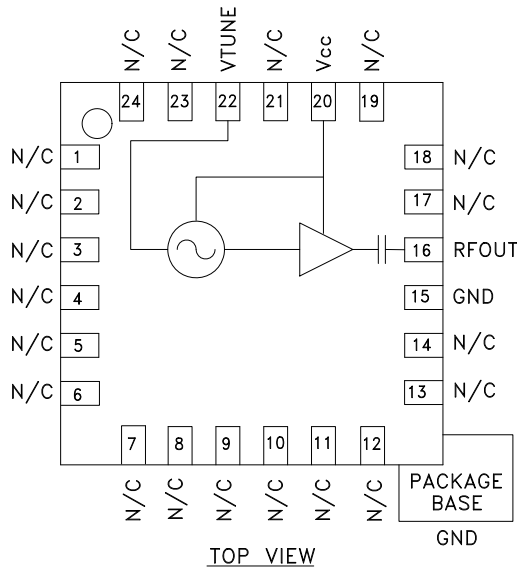 N/C N/C VTUNE N/C Vcc N/C
24 23 22 21 20 19
N/C 1
N/C 2
N/C 3
N/C 4
N/C 5
N/C 6
18 N/C
17 N/C
16 RFOUT
15 GND
14 N/C
13 N/C
7 8 9 10 11 12
N/C N/C N/C N/C N/C N/C
PACKAGE
BASE
GND
TOP VIEW